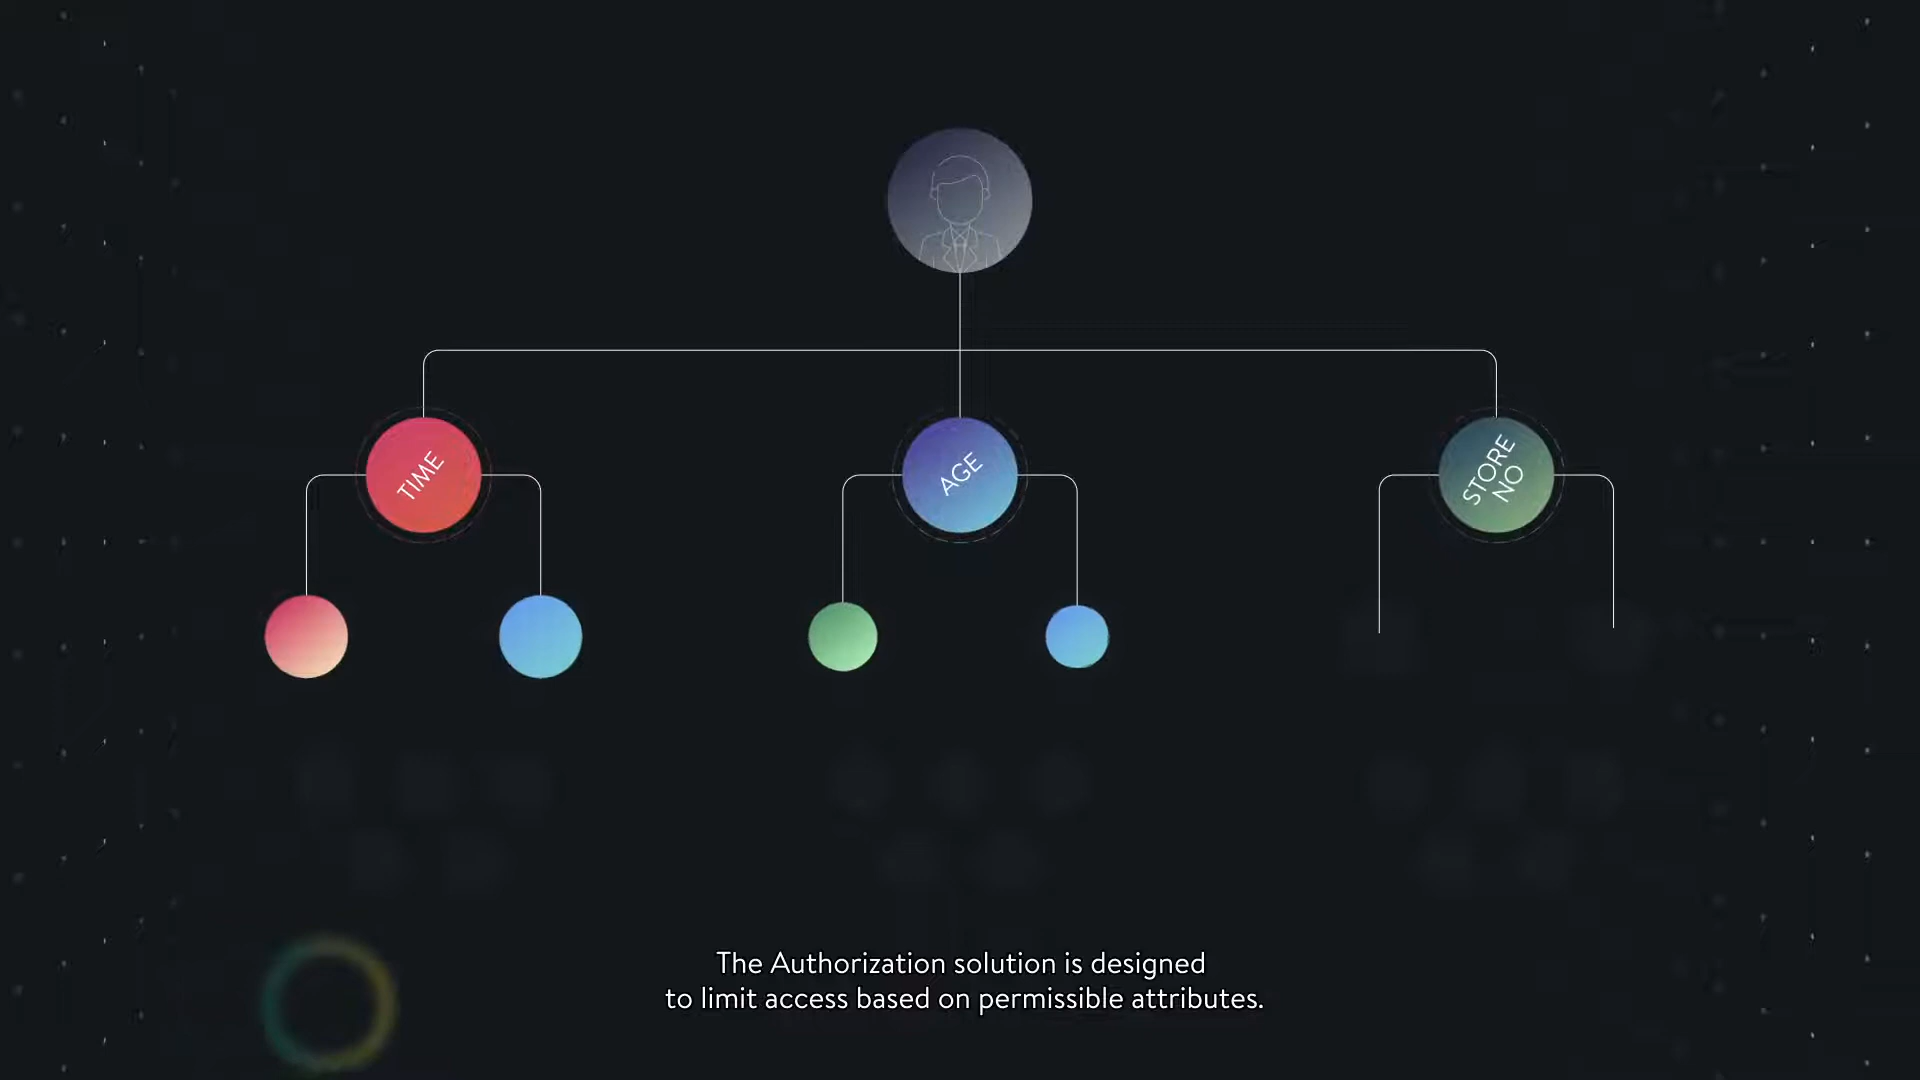 TIME
AGE
STORE
NO
The Authorization solution is designed
to limit access based on permissible attributes.